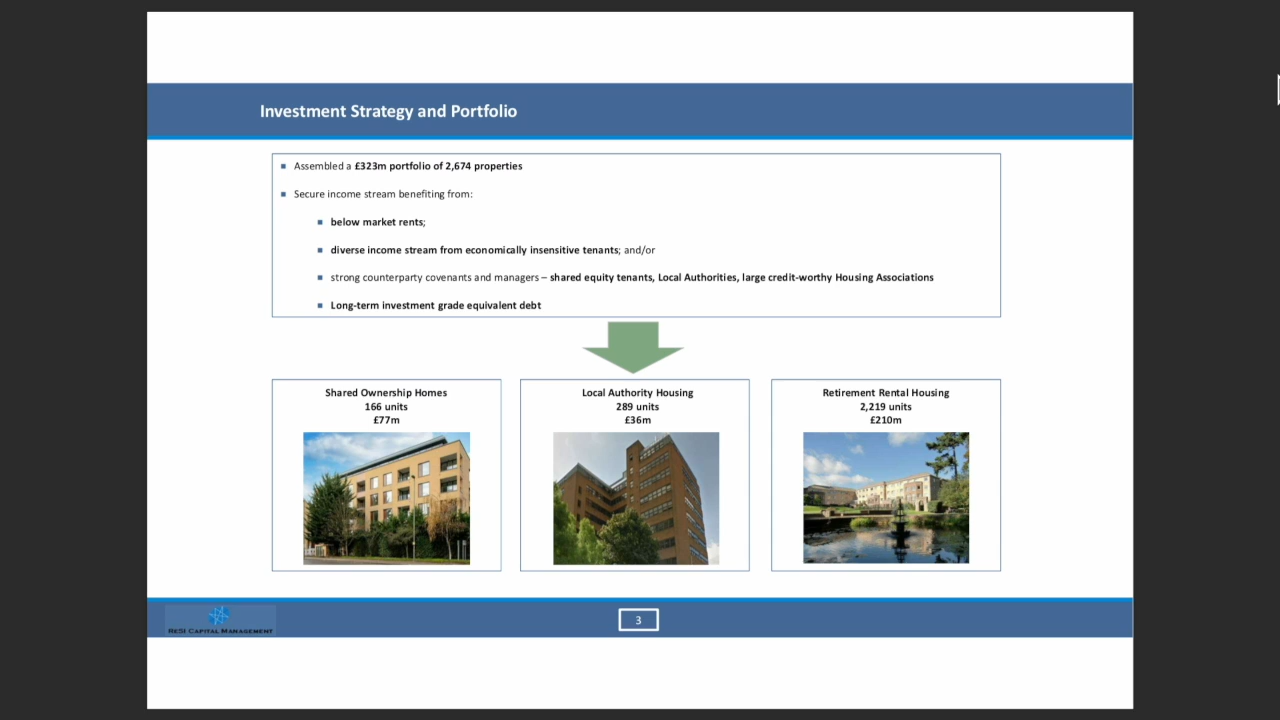 Investment Strategy and Portfolio
Assembled a £323m portfolio of 2,674 properties
Secure income stream benefiting from:
below market rents;
diverse income stream from economically insensitive tenants; and/or
strong counterparty covenants and managers – shared equity tenants, Local Authorities, large credit-worthy Housing Associations
Long-term investment grade equivalent debt
Shared Ownership Homes
166 units
£77m
Local Authority Housing
289 units
£36m
Retirement Rental Housing
2,219 units
£210m
ReSI Capital Management
3